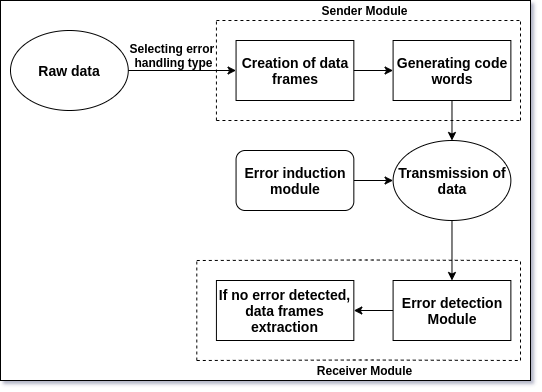 Sender Module
Raw data
Selecting error
handling type
Creation of data
frames
Generating code
words
Error induction
module
Transmission of
data
If no error detected,
data frames
extraction
Error detection
Module
Receiver Module